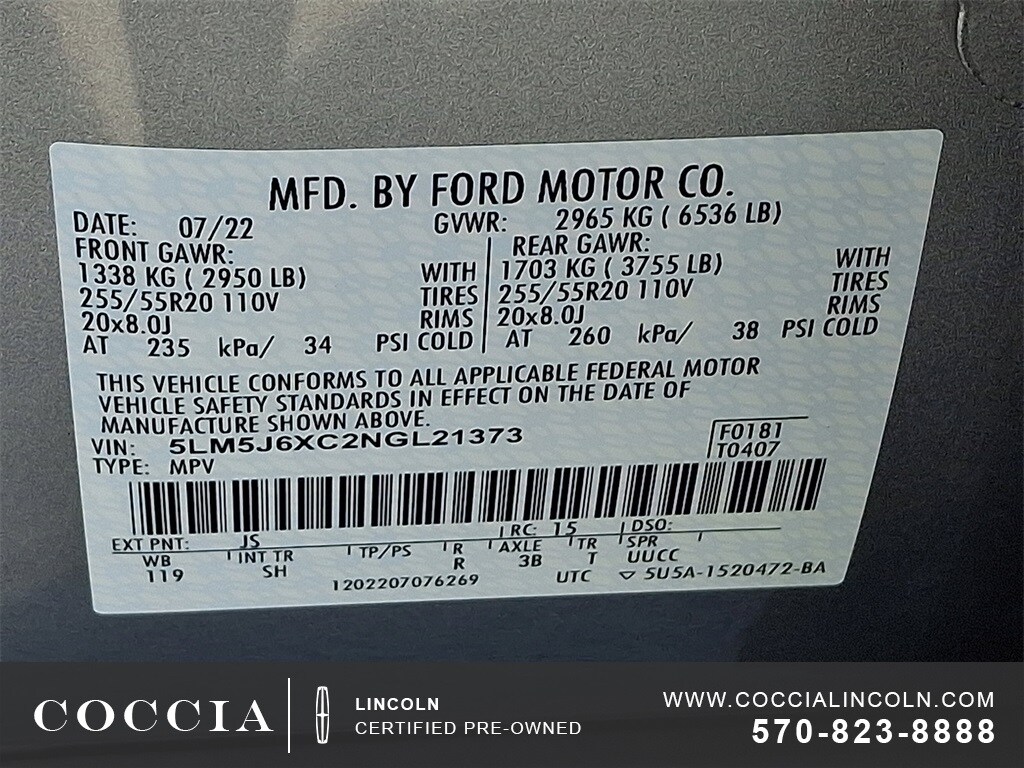 MFD. BY FORD MOTOR CO.
DATE: 07/22 GVWR: 2965 KG ( 6536 LB)
FRONT GAWR: REAR GAWR:
1338 KG ( 2950 LB) WITH 1703 KG ( 3755 LB) WITH
255/55R20 110V TIRES 255/55R20 110V TIRES
20x8.0J RIMS 20x8.0J RIMS
AT 235 kPa/ 34 PSI COLD AT 260 kPa/ 38 PSI COLD
THIS VEHICLE CONFORMS TO ALL APPLICABLE FEDERAL MOTOR
VEHICLE SAFETY STANDARDS IN EFFECT ON THE DATE OF
MANUFACTURE SHOWN ABOVE.
VIN: 5LM5J6XC2NGL21373 F0181
TYPE: MPV T0407
EXT PNT: JS RC: 15 DSO:
WB INT TR TP/PS R AXLE TR SPR
119 SH R 3B T UUCC
1202207076269 UTC ▽ 5U5A-1520472-BA
COCCIA LINCOLN
CERTIFIED PRE-OWNED
WWW.COCCIALINCOLN.COM
570-823-8888